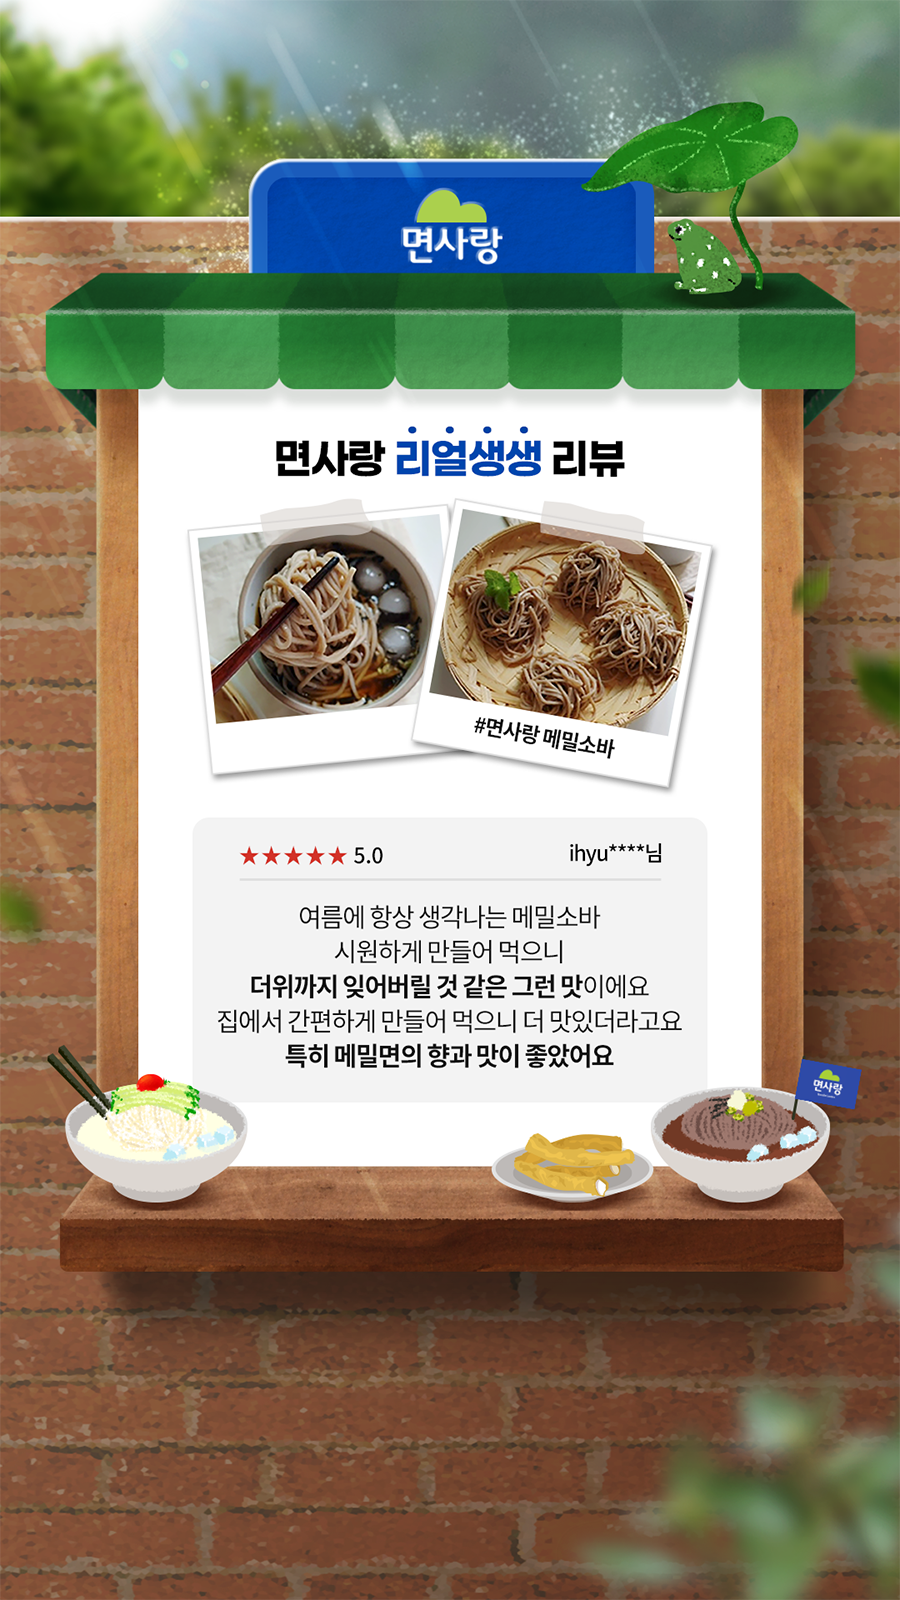 면사랑
면사랑 리얼생생 리뷰
#면사랑 메밀소바
★★★★★ 5.0
ihyu****님
여름에 항상 생각나는 메밀소바
시원하게 만들어 먹으니
더위까지 잊어버릴 것 같은 그런 맛이에요
집에서 간편하게 만들어 먹으니 더 맛있더라고요
특히 메밀면의 향과 맛이 좋았어요
면사랑